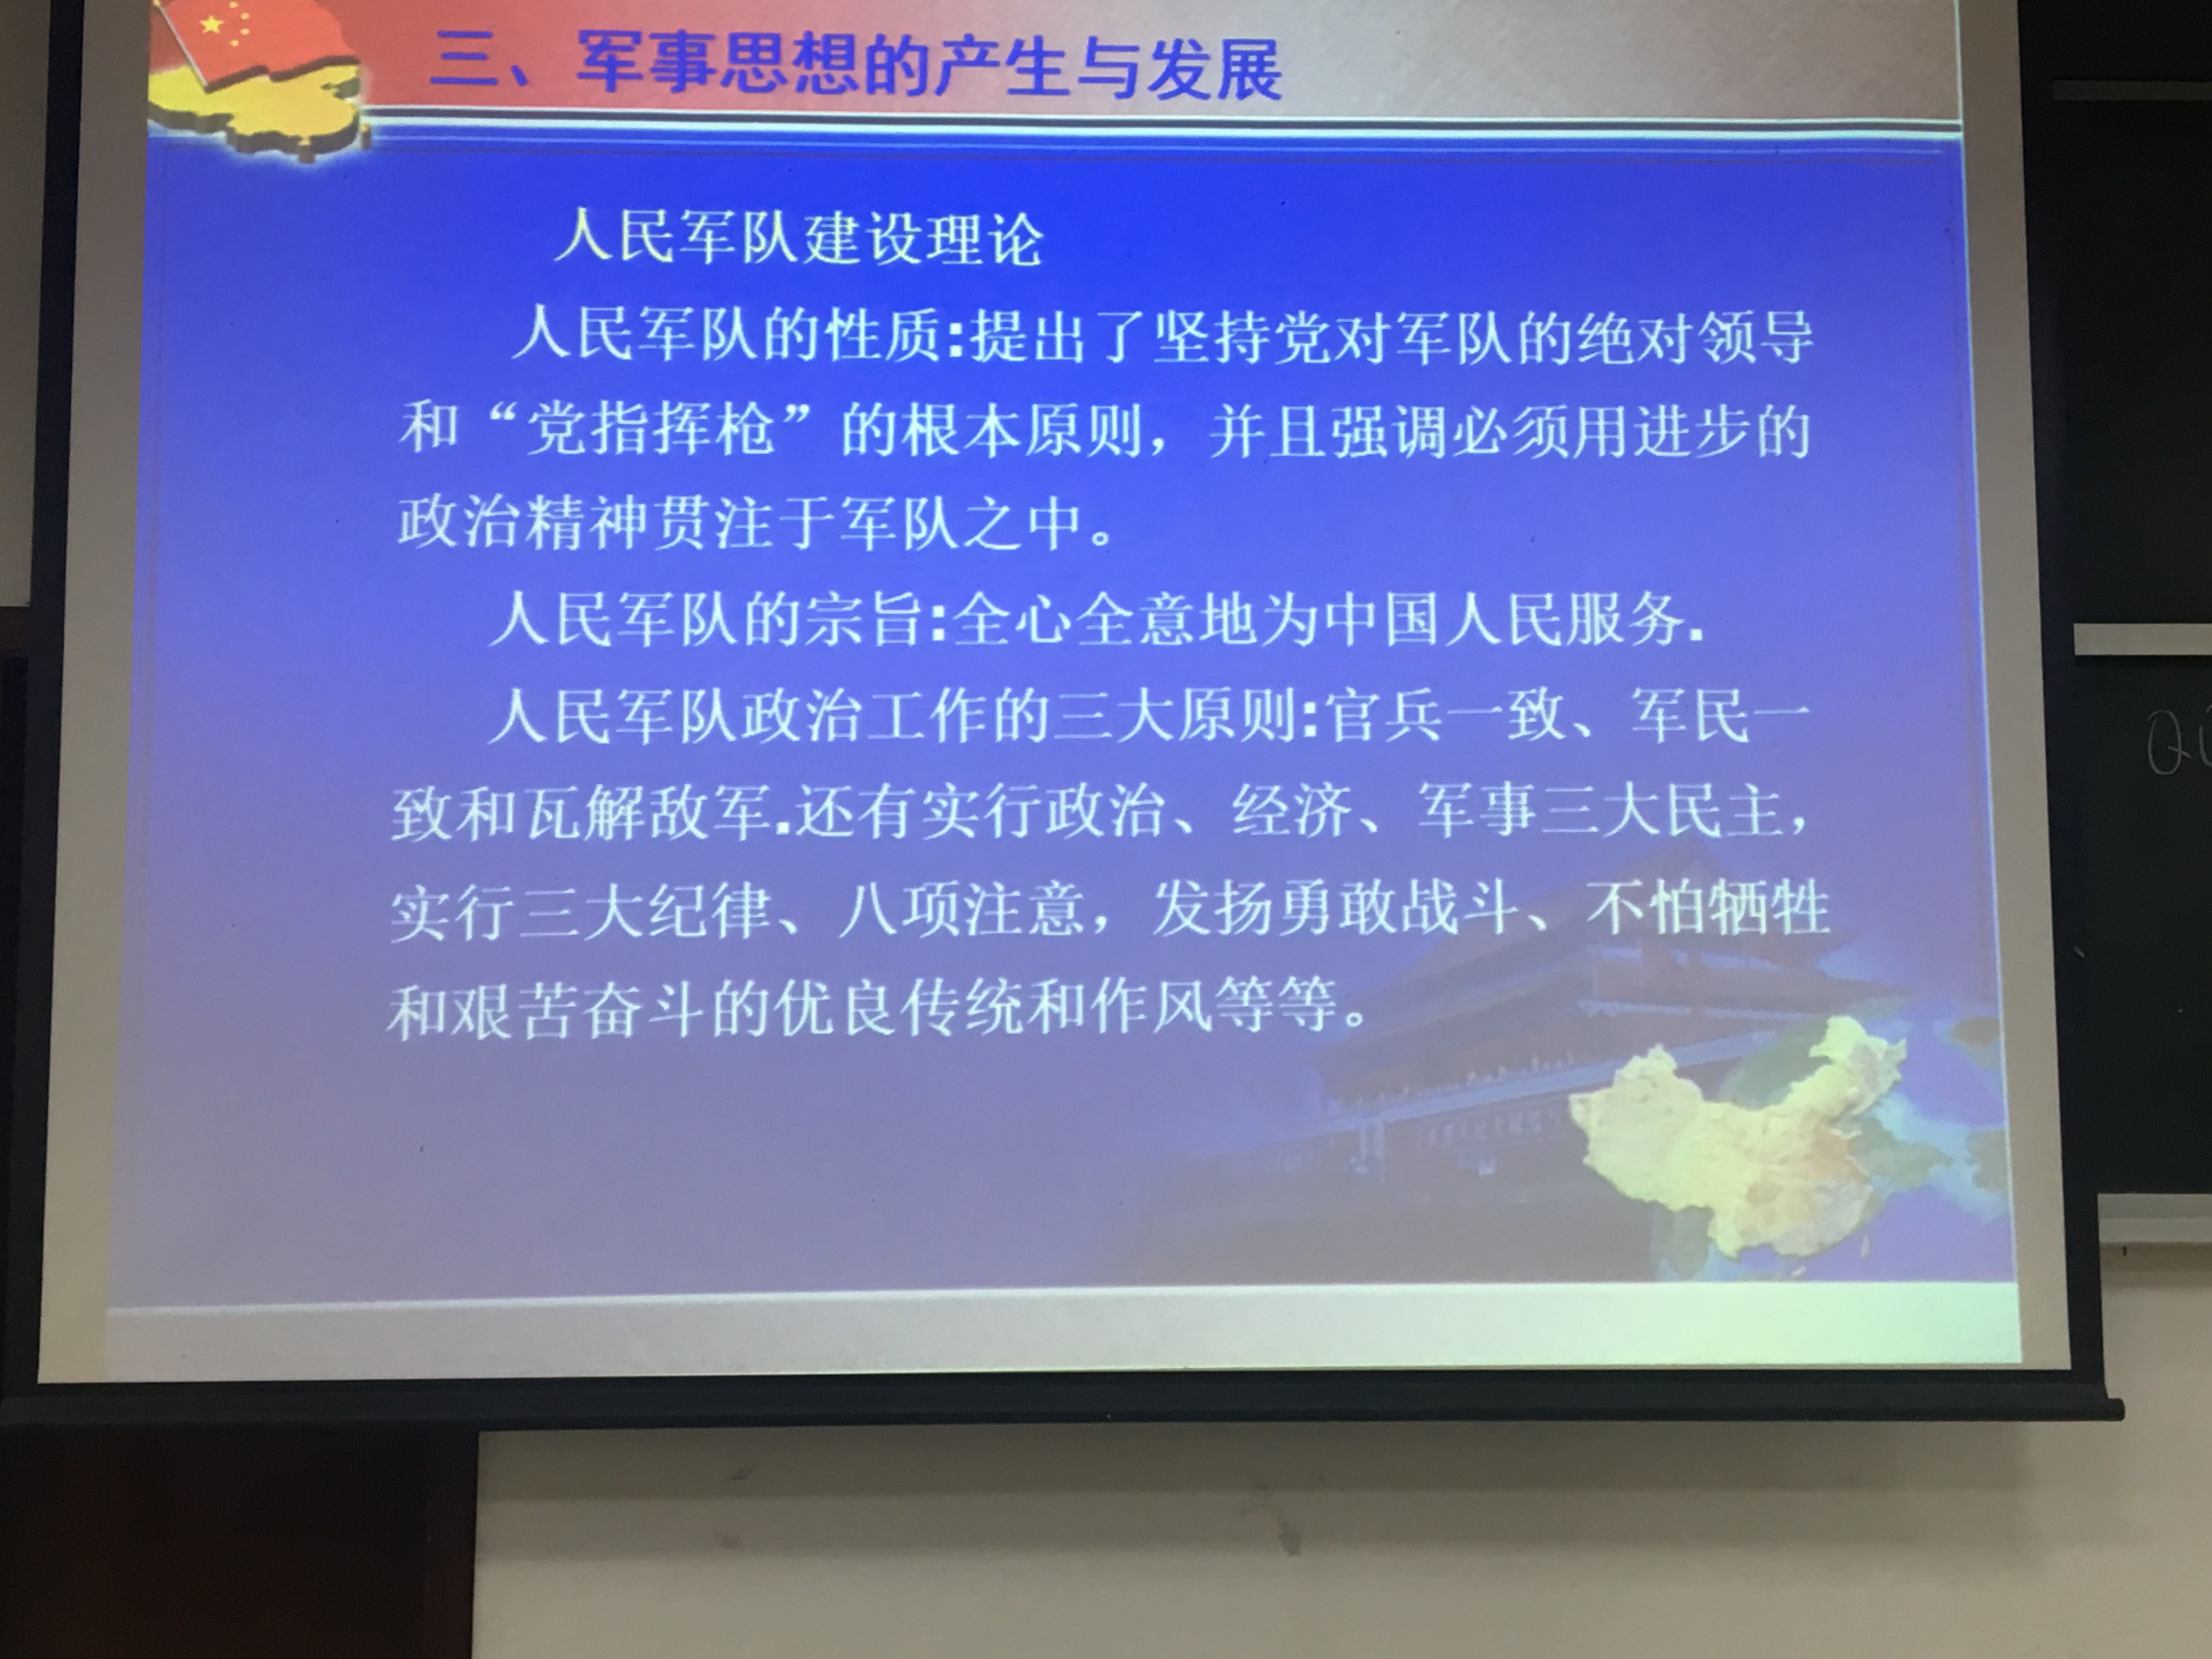 三、军事思想的产生与发展
人民军队建设理论
人民军队的性质:提出了坚持党对军队的绝对领导
和“党指挥枪”的根本原则，并且强调必须用进步的
政治精神贯注于军队之中。
人民军队的宗旨:全心全意地为中国人民服务.
人民军队政治工作的三大原则:官兵一致、军民一
致和瓦解敌军.还有实行政治、经济、军事三大民主，
实行三大纪律、八项注意，发扬勇敢战斗、不怕牺牲
和艰苦奋斗的优良传统和作风等等。